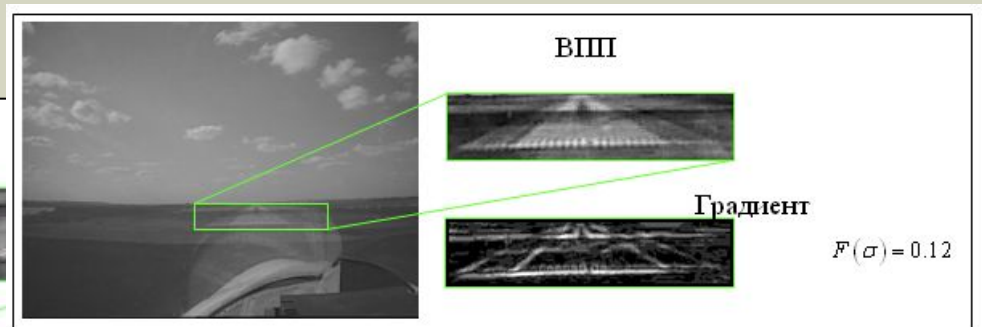 ВПП
Градиент
F(σ) = 0.12